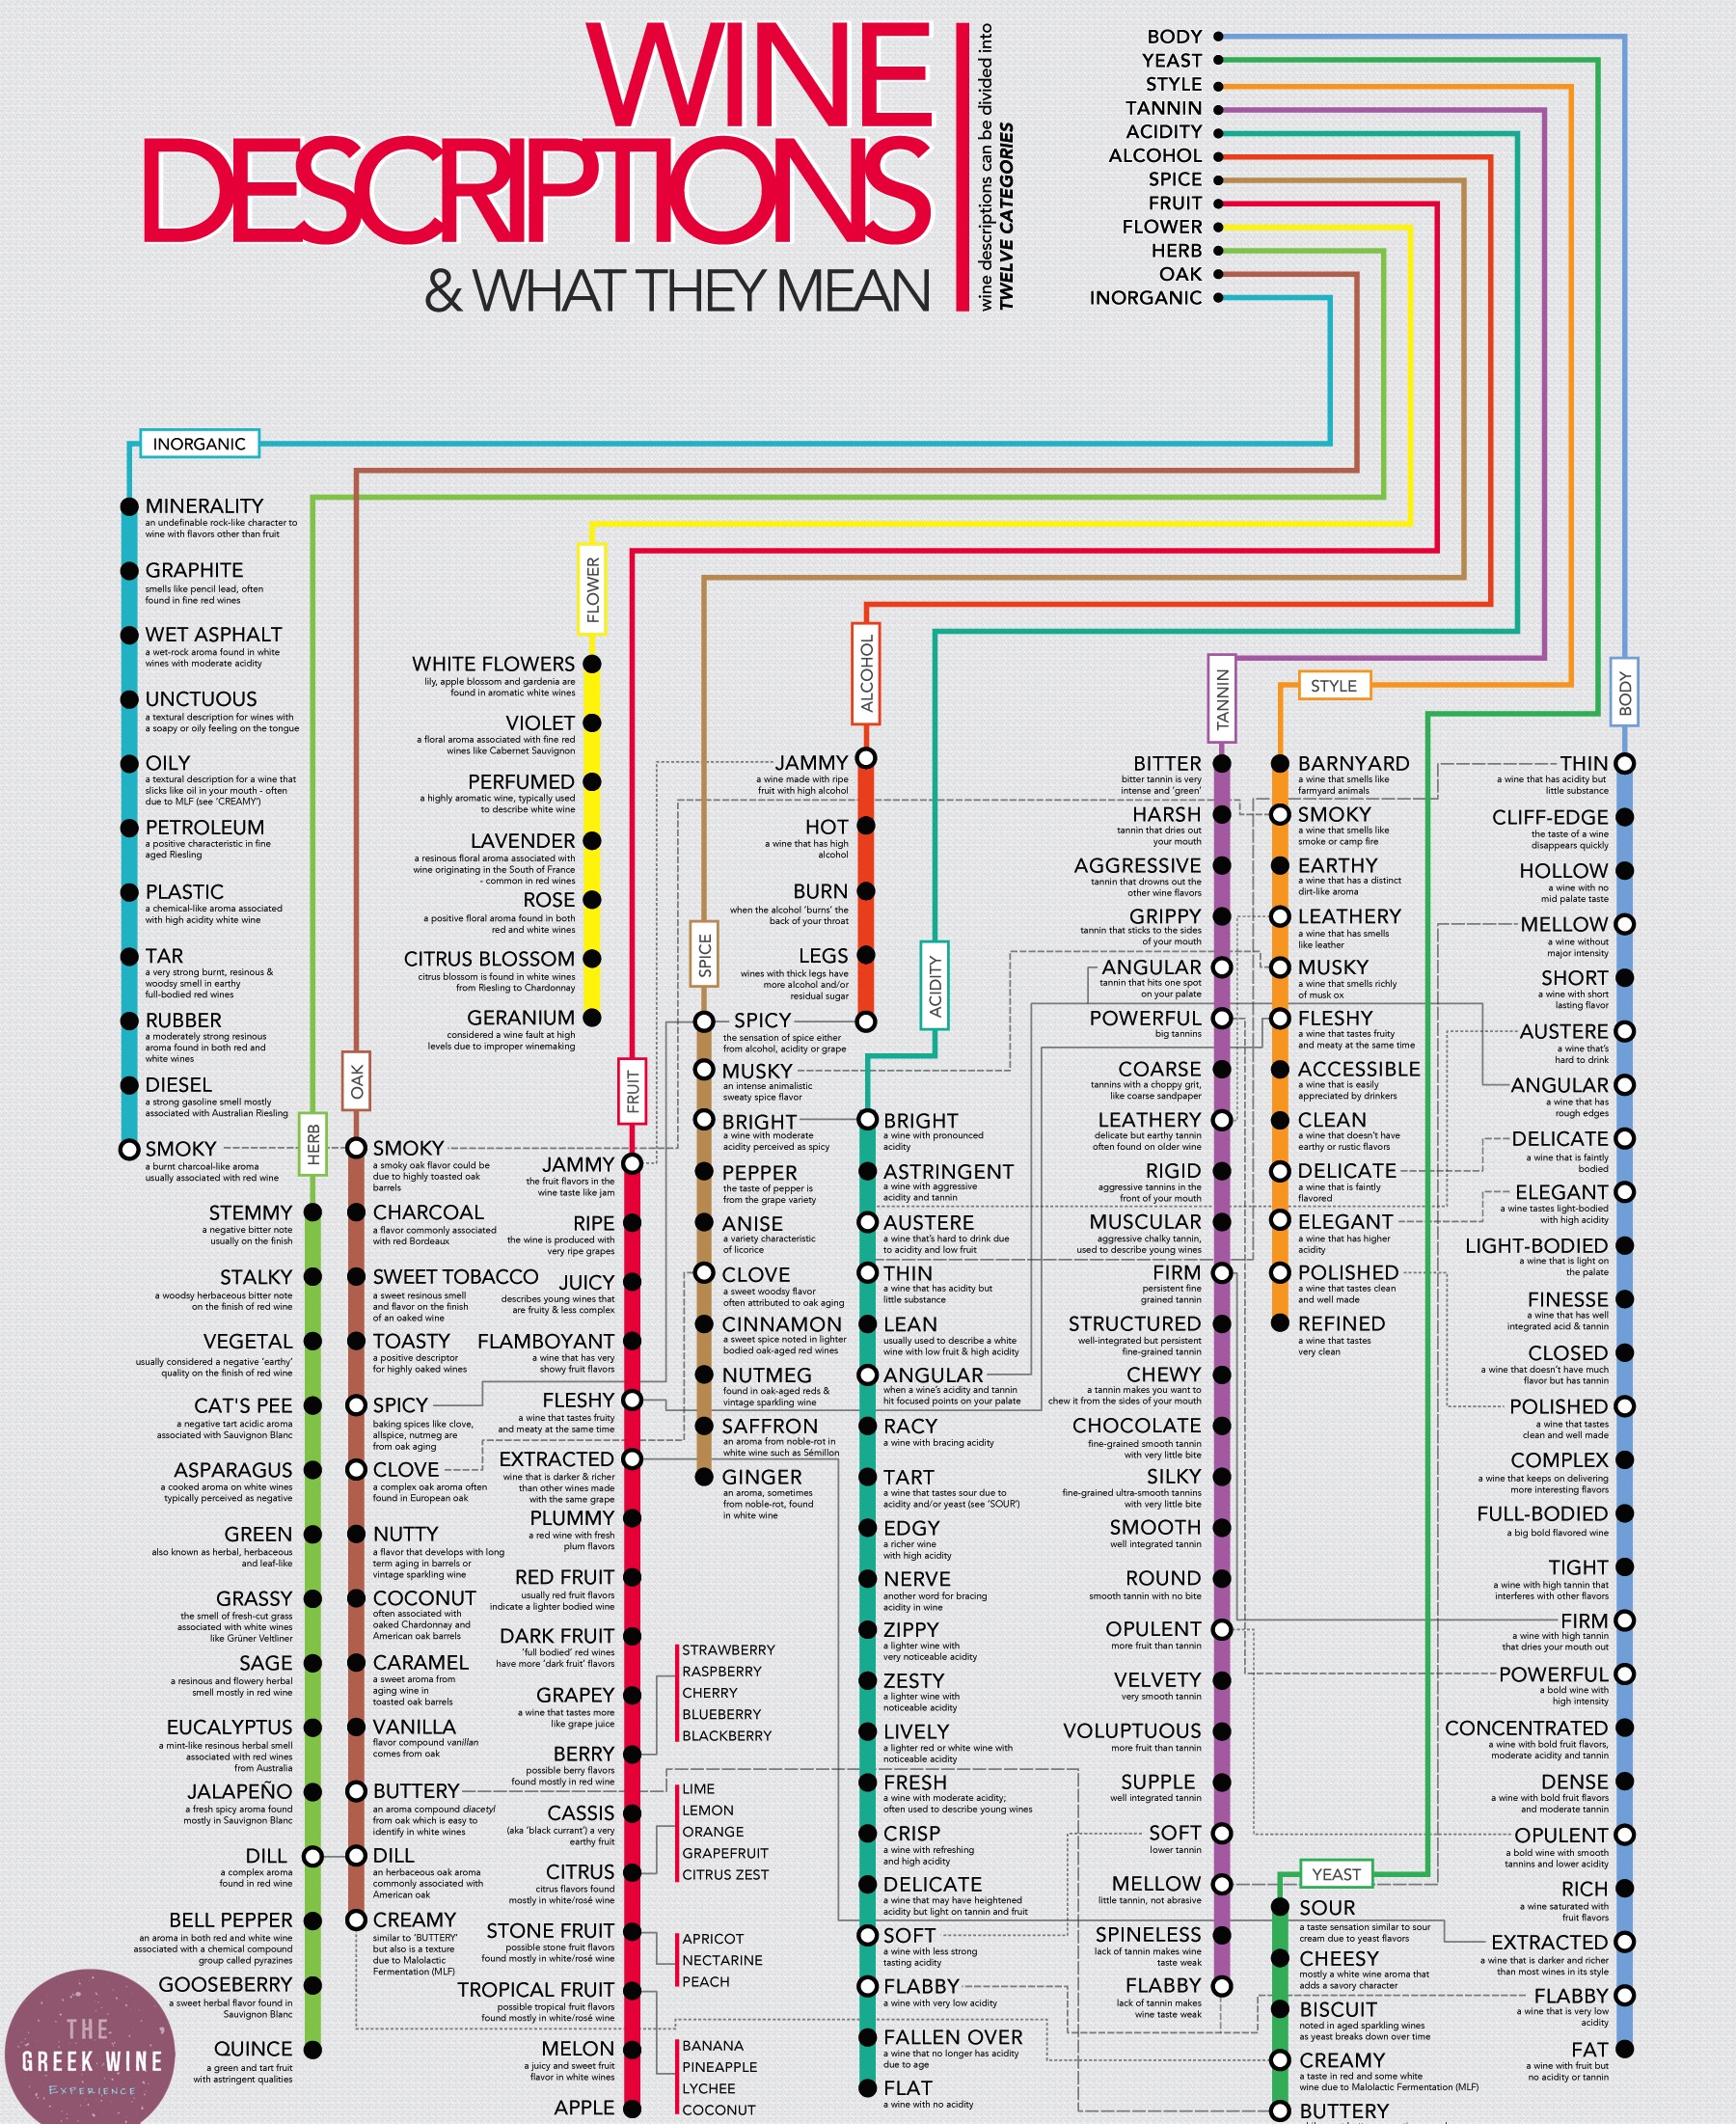 WINE
DESCRIPTIONS
& WHAT THEY MEAN
wine descriptions can be divided into
TWELVE CATEGORIES
BODY
YEAST
STYLE
TANNIN
ACIDITY
ALCOHOL
SPICE
FRUIT
FLOWER
HERB
OAK
INORGANIC
INORGANIC
MINERALITY
an undefinable rock-like character to
wine with flavors other than fruit
GRAPHITE
smells like pencil lead, often
found in fine red wines
WET ASPHALT
a wet-rock aroma found in white
wines with moderate acidity
UNCTUOUS
a textural description for wines with
a soapy or oily feeling on the tongue
OILY
a textural description for a wine that
slicks like oil in your mouth - often
due to MLF (see 'CREAMY')
PETROLEUM
a positive characteristic in fine
aged Riesling
PLASTIC
a chemical-like aroma associated
with high acidity white wine
TAR
a very strong burnt, resinous &
woodsy smell in earthy
full-bodied red wines
RUBBER
a moderately strong resinous
aroma found in both red and
white wines
DIESEL
a strong gasoline smell mostly
associated with Australian Riesling
SMOKY
a burnt charcoal-like aroma
usually associated with red wine
HERB
STEMMY
a negative bitter note
usually on the finish
STALKY
a woodsy herbaceous bitter note
on the finish of red wine
VEGETAL
usually considered a negative 'earthy'
quality on the finish of red wine
CAT'S PEE
a negative tart acidic aroma
associated with Sauvignon Blanc
ASPARAGUS
a cooked aroma on white wines
typically perceived as negative
GREEN
also known as herbal, herbaceous
and leaf-like
GRASSY
the smell of fresh-cut grass
associated with white wines
like Grüner Veltliner
SAGE
a resinous and flowery herbal
smell mostly in red wine
EUCALYPTUS
a mint-like resinous herbal smell
associated with red wines
from Australia
JALAPEÑO
a fresh spicy aroma found
mostly in Sauvignon Blanc
DILL
a complex aroma
found in red wine
BELL PEPPER
an aroma in both red and white wine
associated with a chemical compound
group called pyrazines
GOOSEBERRY
a sweet herbal flavor found in
Sauvignon Blanc
QUINCE
a green and tart fruit
with astringent qualities
OAK
SMOKY
a smoky oak flavor could be
due to highly toasted oak
barrels
CHARCOAL
a flavor commonly associated
with red Bordeaux
SWEET TOBACCO
a sweet resinous smell
and flavor on the finish
of an oaked wine
TOASTY
a positive descriptor
for highly oaked wines
SPICY
baking spices like clove,
allspice, nutmeg are
from oak aging
CLOVE
a complex oak aroma often
found in European oak
NUTTY
a flavor that develops with long
term aging in barrels or
vintage sparkling wine
COCONUT
often associated with
oaked Chardonnay and
American oak barrels
CARAMEL
a sweet aroma from
aging wine in
toasted oak barrels
VANILLA
flavor compound vanillan
comes from oak
BUTTERY
an aroma compound diacetyl
from oak which is easy to
identify in white wines
DILL
an herbaceous oak aroma
commonly associated with
American oak
CREAMY
similar to 'BUTTERY'
but also is a texture
due to Malolactic
Fermentation (MLF)
FLOWER
WHITE FLOWERS
lily, apple blossom and gardenia are
found in aromatic white wines
VIOLET
a floral aroma associated with fine red
wines like Cabernet Sauvignon
PERFUMED
a highly aromatic wine, typically used
to describe white wine
LAVENDER
a resinous floral aroma associated with
wine originating in the South of France
- common in red wines
ROSE
a positive floral aroma found in both
red and white wines
CITRUS BLOSSOM
citrus blossom is found in white wines
from Riesling to Chardonnay
GERANIUM
considered a wine fault at high
levels due to improper winemaking
FRUIT
JAMMY
the fruit flavors in the
wine taste like jam
RIPE
the wine is produced with
very ripe grapes
JUICY
describes young wines that
are fruity & less complex
FLAMBOYANT
a wine that has very
showy fruit flavors
FLESHY
a wine that tastes fruity
and meaty at the same time
EXTRACTED
wine that is darker & richer
than other wines made
with the same grape
PLUMMY
a red wine with fresh
plum flavors
RED FRUIT
usually red fruit flavors
indicate a lighter bodied wine
DARK FRUIT
'full bodied' red wines
have more 'dark fruit' flavors
GRAPEY
a wine that tastes more
like grape juice
BERRY
possible berry flavors
found mostly in red wine
STRAWBERRY
RASPBERRY
CHERRY
BLUEBERRY
BLACKBERRY
CASSIS
(aka 'black currant') a very
earthy fruit
CITRUS
citrus flavors found
mostly in white/rosé wine
LIME
LEMON
ORANGE
GRAPEFRUIT
CITRUS ZEST
STONE FRUIT
possible stone fruit flavors
found mostly in white/rosé wine
APRICOT
NECTARINE
PEACH
TROPICAL FRUIT
possible tropical fruit flavors
found mostly in white/rosé wine
BANANA
PINEAPPLE
LYCHEE
COCONUT
MELON
a juicy and sweet fruit
flavor in white wines
APPLE
SPICE
SPICY
the sensation of spice either
from alcohol, acidity or grape
MUSKY
an intense animalistic
sweaty spice flavor
BRIGHT
a wine with moderate
acidity perceived as spicy
PEPPER
the taste of pepper is
from the grape variety
ANISE
a variety characteristic
of licorice
CLOVE
a sweet woodsy flavor
often attributed to oak aging
CINNAMON
a sweet spice noted in lighter
bodied oak-aged red wines
NUTMEG
found in oak-aged reds &
vintage sparkling wine
SAFFRON
an aroma from noble-rot in
white wine such as Sémillon
GINGER
an aroma, sometimes
from noble-rot, found
in white wine
ALCOHOL
JAMMY
a wine made with ripe
fruit with high alcohol
HOT
a wine that has high
alcohol
BURN
when the alcohol 'burns' the
back of your throat
LEGS
wines with thick legs have
more alcohol and/or
residual sugar
ACIDITY
BRIGHT
a wine with pronounced
acidity
ASTRINGENT
a wine with aggressive
acidity and tannin
AUSTERE
a wine that's hard to drink due
to acidity and low fruit
THIN
a wine that has acidity but
little substance
LEAN
usually used to describe a white
wine with low fruit & high acidity
ANGULAR
when a wine's acidity and tannin
hit focused points on your palate
RACY
a wine with bracing acidity
TART
a wine that tastes sour due to
acidity and/or yeast (see 'SOUR')
EDGY
a richer wine
with high acidity
NERVE
another word for bracing
acidity in wine
ZIPPY
a lighter wine with
very noticeable acidity
ZESTY
a lighter wine with
noticeable acidity
LIVELY
a lighter red or white wine with
noticeable acidity
FRESH
a wine with moderate acidity;
often used to describe young wines
CRISP
a wine with refreshing
and high acidity
DELICATE
a wine that may have heightened
acidity but light on tannin and fruit
SOFT
a wine with less strong
tasting acidity
FLABBY
a wine with very low acidity
FALLEN OVER
a wine that no longer has acidity
due to age
FLAT
a wine with no acidity
TANNIN
BITTER
bitter tannin is very
intense and 'green'
HARSH
tannin that dries out
your mouth
AGGRESSIVE
tannin that drowns out the
other wine flavors
GRIPPY
tannin that sticks to the sides
of your mouth
ANGULAR
tannin that hits one spot
on your palate
POWERFUL
big tannins
COARSE
tannins with a choppy grit,
like coarse sandpaper
LEATHERY
delicate but earthy tannin
often found on older wine
RIGID
aggressive tannins in the
front of your mouth
MUSCULAR
aggressive chalky tannin,
used to describe young wines
FIRM
persistent fine
grained tannin
STRUCTURED
well-integrated but persistent
fine-grained tannin
CHEWY
a tannin makes you want to
chew it from the sides of your mouth
CHOCOLATE
fine-grained smooth tannin
with very little bite
SILKY
fine-grained ultra-smooth tannins
with very little bite
SMOOTH
well integrated tannin
ROUND
smooth tannin with no bite
OPULENT
more fruit than tannin
VELVETY
very smooth tannin
VOLUPTUOUS
more fruit than tannin
SUPPLE
well integrated tannin
SOFT
lower tannin
MELLOW
little tannin, not abrasive
SPINELESS
lack of tannin makes wine
taste weak
FLABBY
lack of tannin makes
wine taste weak
STYLE
BARNYARD
a wine that smells like
farmyard animals
SMOKY
a wine that smells like
smoke or camp fire
EARTHY
a wine that has a distinct
dirt-like aroma
LEATHERY
a wine that has smells
like leather
MUSKY
a wine that smells richly
of musk ox
FLESHY
a wine that tastes fruity
and meaty at the same time
ACCESSIBLE
a wine that is easily
appreciated by drinkers
CLEAN
a wine that doesn't have
earthy or rustic flavors
DELICATE
a wine that is faintly
flavored
ELEGANT
a wine that has higher
acidity
POLISHED
a wine that tastes clean
and well made
REFINED
a wine that tastes
very clean
YEAST
SOUR
a taste sensation similar to sour
cream due to yeast flavors
CHEESY
mostly a white wine aroma that
adds a savory character
BISCUIT
noted in aged sparkling wines
as yeast breaks down over time
CREAMY
a taste in red and some white
wine due to Malolactic Fermentation (MLF)
BUTTERY
BODY
THIN
a wine that has acidity but
little substance
CLIFF-EDGE
the taste of a wine
disappears quickly
HOLLOW
a wine with no
mid palate taste
MELLOW
a wine without
major intensity
SHORT
a wine with short
lasting flavor
AUSTERE
a wine that's
hard to drink
ANGULAR
a wine that has
rough edges
DELICATE
a wine that is faintly
bodied
ELEGANT
a wine tastes light-bodied
with high acidity
LIGHT-BODIED
a wine that is light on
the palate
FINESSE
a wine that has well
integrated acid & tannin
CLOSED
a wine that doesn't have much
flavor but has tannin
POLISHED
a wine that tastes
clean and well made
COMPLEX
a wine that keeps on delivering
more interesting flavors
FULL-BODIED
a big bold flavored wine
TIGHT
a wine with high tannin that
interferes with other flavors
FIRM
a wine with high tannin
that dries your mouth out
POWERFUL
a bold wine with
high intensity
CONCENTRATED
a wine with bold fruit flavors,
moderate acidity and tannin
DENSE
a wine with bold fruit flavors
and moderate tannin
OPULENT
a bold wine with smooth
tannins and lower acidity
RICH
a wine saturated with
fruit flavors
EXTRACTED
a wine that is darker and richer
than most wines in its style
FLABBY
a wine that is very low
acidity
FAT
a wine with fruit but
no acidity or tannin
THE
GREEK WINE
EXPERIENCE